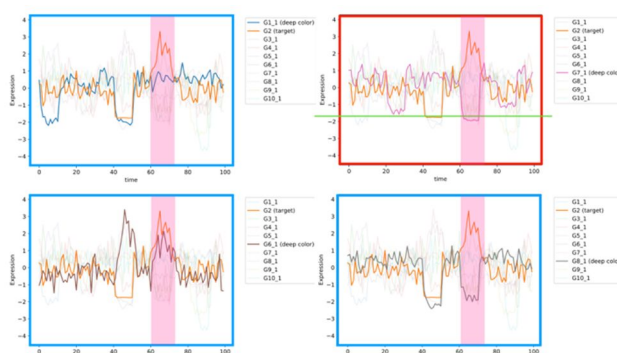 G1_1 (deep color)
G2 (target)
G3_1
G4_1
G5_1
G6_1
G7_1
G8_1
G9_1
G10_1
Expression
4
3
2
1
0
−1
−2
−3
−4
0 20 40 60 80 100
time
G1_1
G2 (target)
G3_1
G4_1
G5_1
G6_1
G7_1 (deep color)
G8_1
G9_1
G10_1
Expression
4
3
2
1
0
−1
−2
−3
−4
0 20 40 60 80 100
time
G1_1
G2 (target)
G3_1
G4_1
G5_1
G6_1 (deep color)
G7_1
G8_1
G9_1
G10_1
Expression
4
3
2
1
0
−1
−2
−3
−4
0 20 40 60 80 100
G1_1
G2 (target)
G3_1
G4_1
G5_1
G6_1
G7_1
G8_1 (deep color)
G9_1
G10_1
Expression
4
3
2
1
0
−1
−2
−3
−4
0 20 40 60 80 100